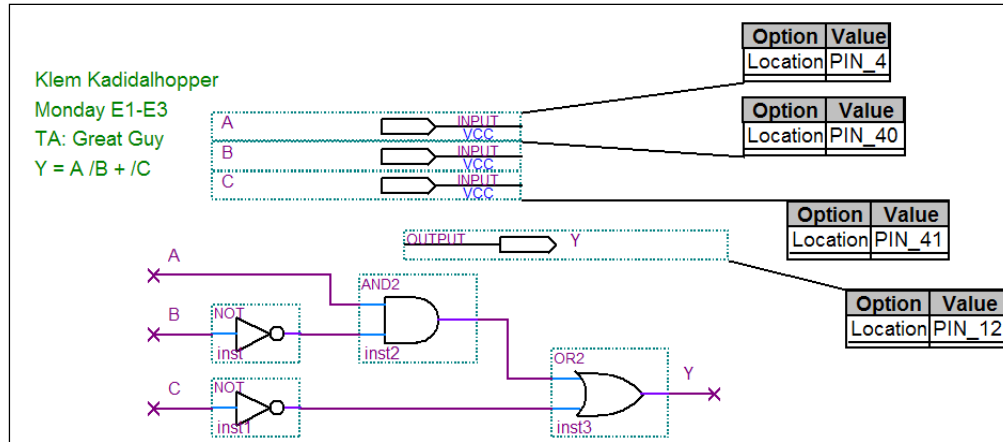 Klem Kadidalhopper
Monday E1-E3
TA: Great Guy
Y = A /B + /C
Option Value
Location PIN_4
A INPUT
VCC
Option Value
Location PIN_40
B INPUT
VCC
C INPUT
VCC
Option Value
Location PIN_41
OUTPUT Y
Option Value
Location PIN_12
A
AND2
B NOT
inst
inst2
C NOT
inst1
OR2
Y
inst3